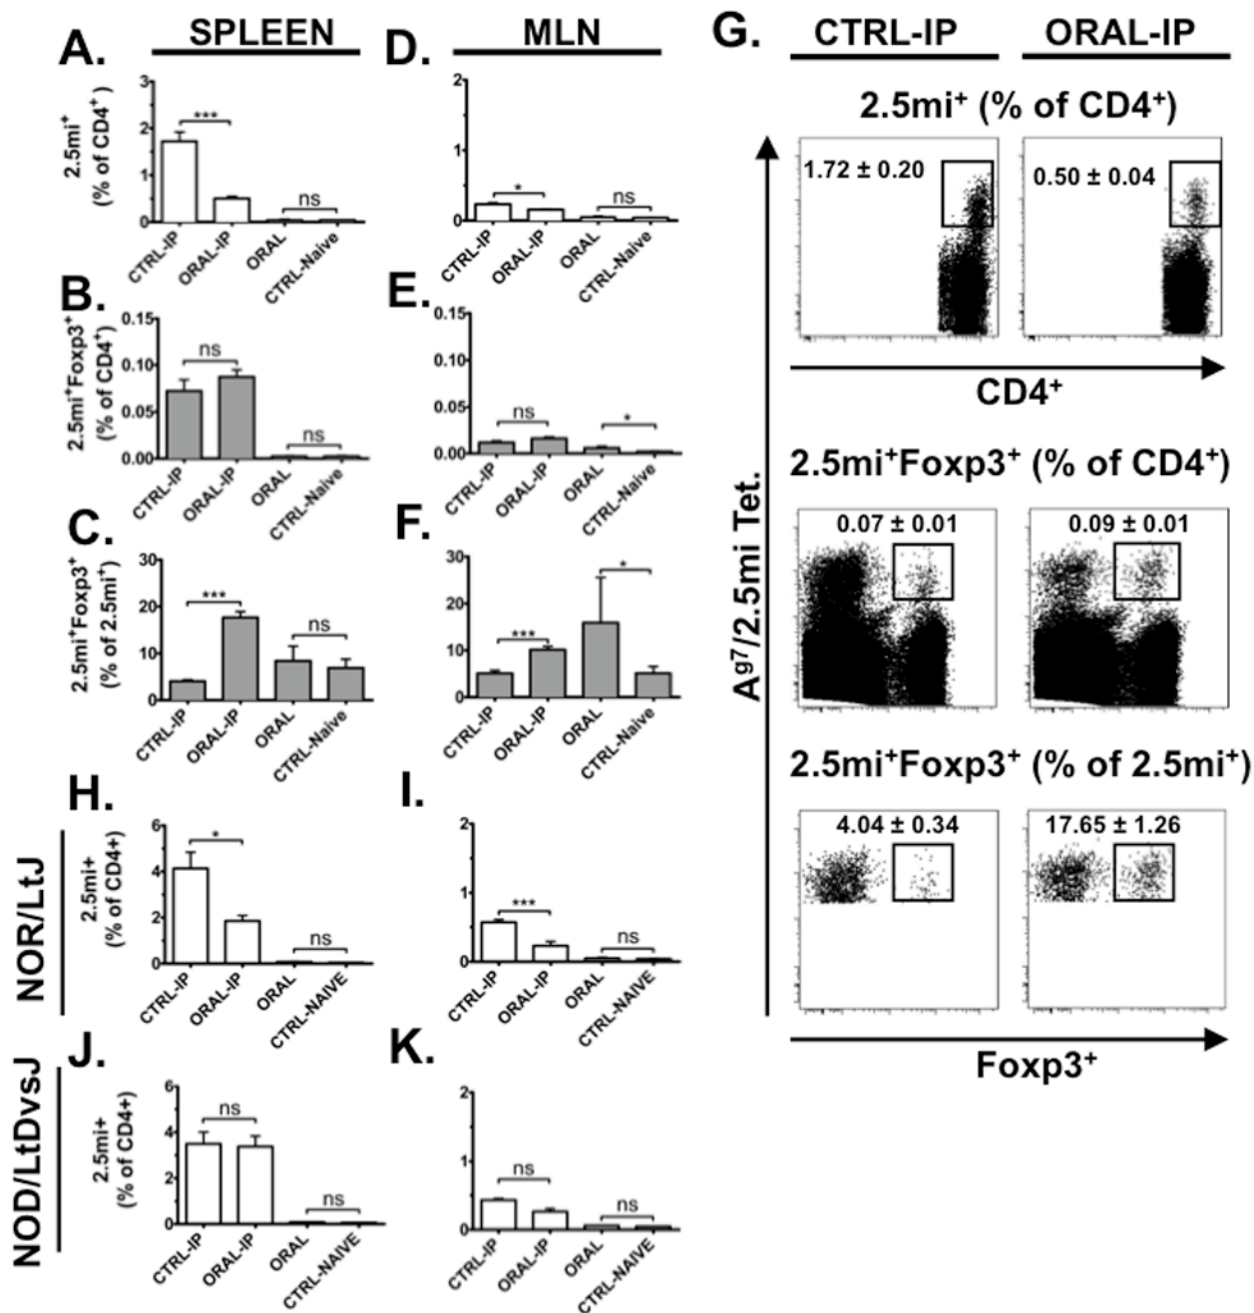 A.
SPLEEN
2.5mi⁺
(% of CD4⁺)
3
2
1
0
***
ns
CTRL-IP
ORAL-IP
ORAL
CTRL-Naive
D.
MLN
2
1
0
*
ns
CTRL-IP
ORAL-IP
ORAL
CTRL-Naive
B.
2.5mi⁺Foxp3⁺
(% of CD4⁺)
0.15
0.10
0.05
0.00
ns
ns
CTRL-IP
ORAL-IP
ORAL
CTRL-Naive
E.
0.15
0.10
0.05
0.00
ns
*
CTRL-IP
ORAL-IP
ORAL
CTRL-Naive
C.
2.5mi⁺Foxp3⁺
(% of 2.5mi⁺)
30
20
10
0
***
ns
CTRL-IP
ORAL-IP
ORAL
CTRL-Naive
F.
30
20
10
0
***
*
CTRL-IP
ORAL-IP
ORAL
CTRL-Naive
NOR/LtJ
H.
2.5mi+
(% of CD4+)
6
4
2
0
*
ns
CTRL-IP
ORAL-IP
ORAL
CTRL-NAIVE
I.
2
1
0
***
ns
CTRL-IP
ORAL-IP
ORAL
CTRL-NAIVE
NOD/LtDvsJ
J.
2.5mi+
(% of CD4+)
6
4
2
0
ns
ns
CTRL-IP
ORAL-IP
ORAL
CTRL-NAIVE
K.
2
1
0
ns
ns
CTRL-IP
ORAL-IP
ORAL
CTRL-NAIVE
G.
CTRL-IP
ORAL-IP
2.5mi⁺ (% of CD4⁺)
1.72 ± 0.20
0.50 ± 0.04
CD4⁺
2.5mi⁺Foxp3⁺ (% of CD4⁺)
0.07 ± 0.01
0.09 ± 0.01
2.5mi⁺Foxp3⁺ (% of 2.5mi⁺)
4.04 ± 0.34
17.65 ± 1.26
Foxp3⁺
Aᵍ⁷/2.5mi Tet.